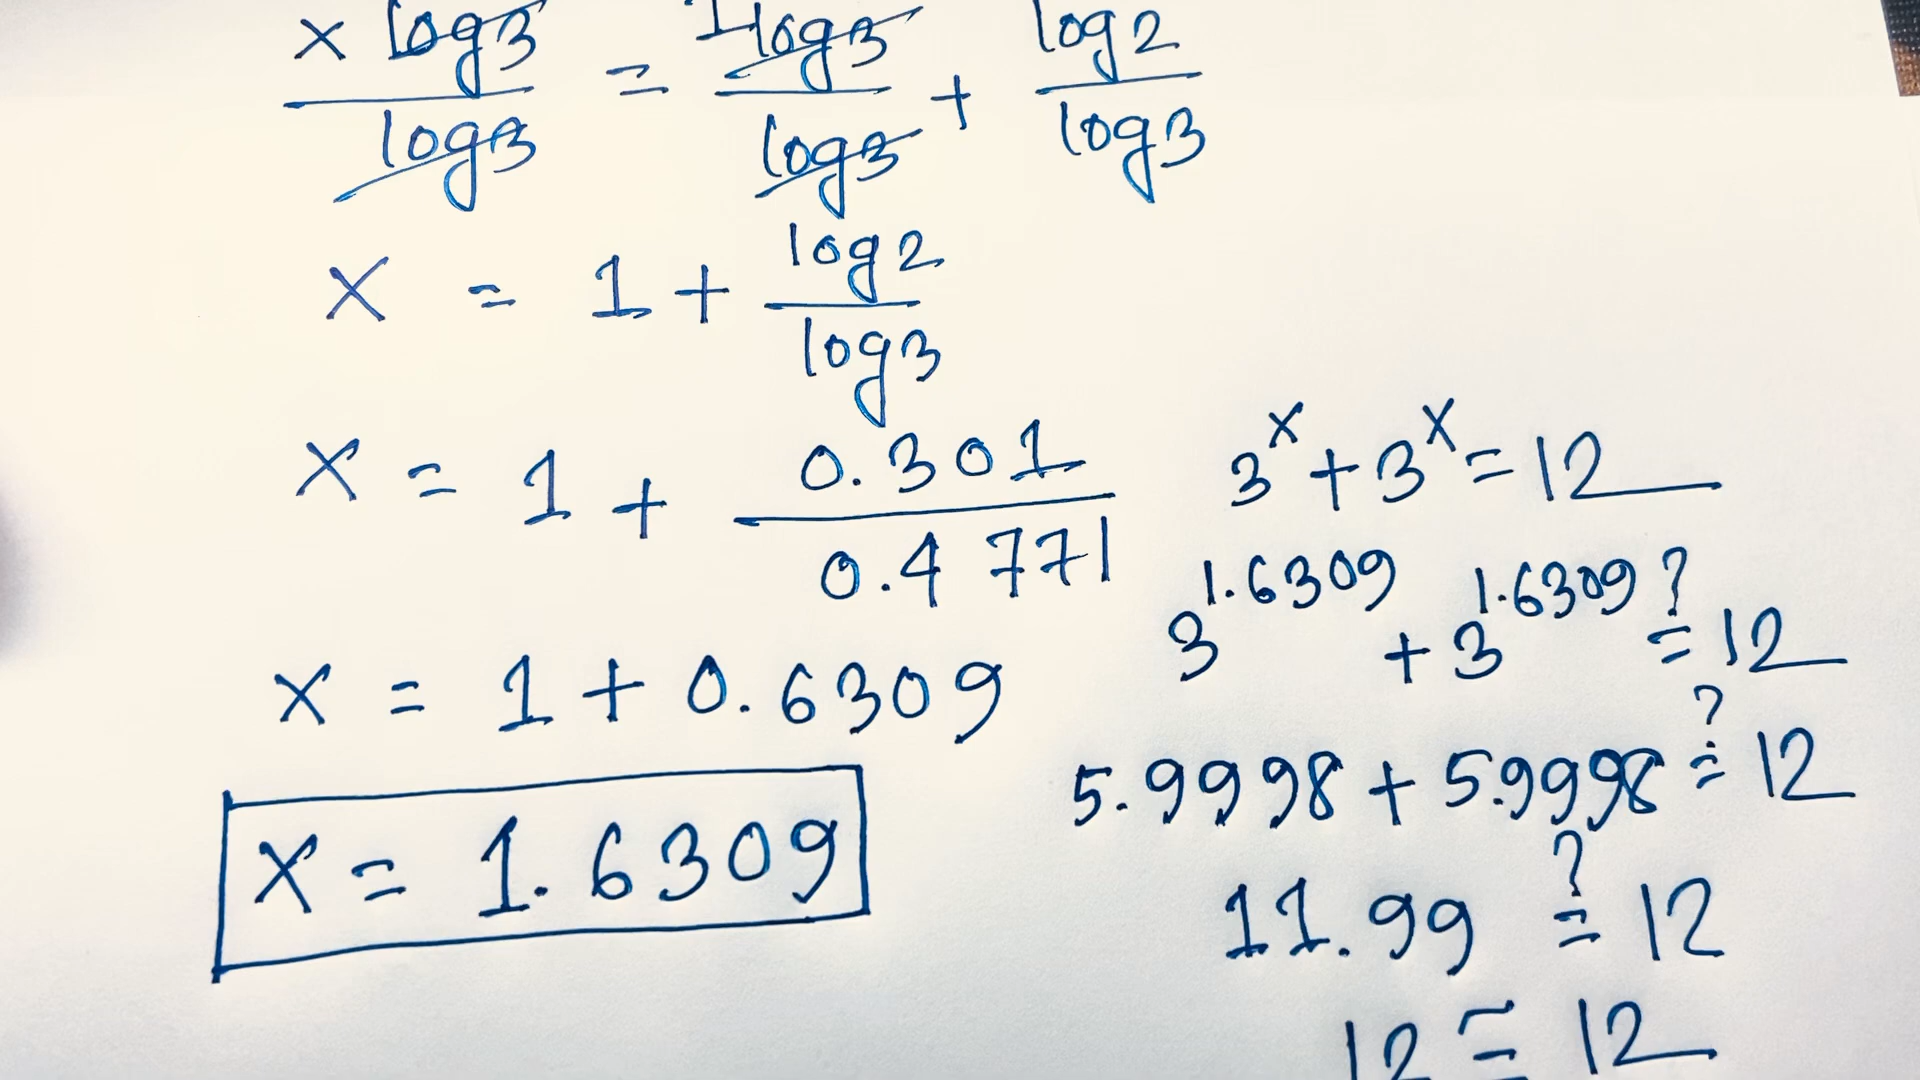 x log3 / log3 = 1 log3 / log3 + log2 / log3
x = 1 + log2 / log3
x = 1 + 0.301 / 0.4771
x = 1 + 0.6309
x = 1.6309
3^x + 3^x = 12
3^1.6309 + 3^1.6309 ?= 12
5.9998 + 5.9998 ?= 12
11.99 ?= 12
12 ≅ 12